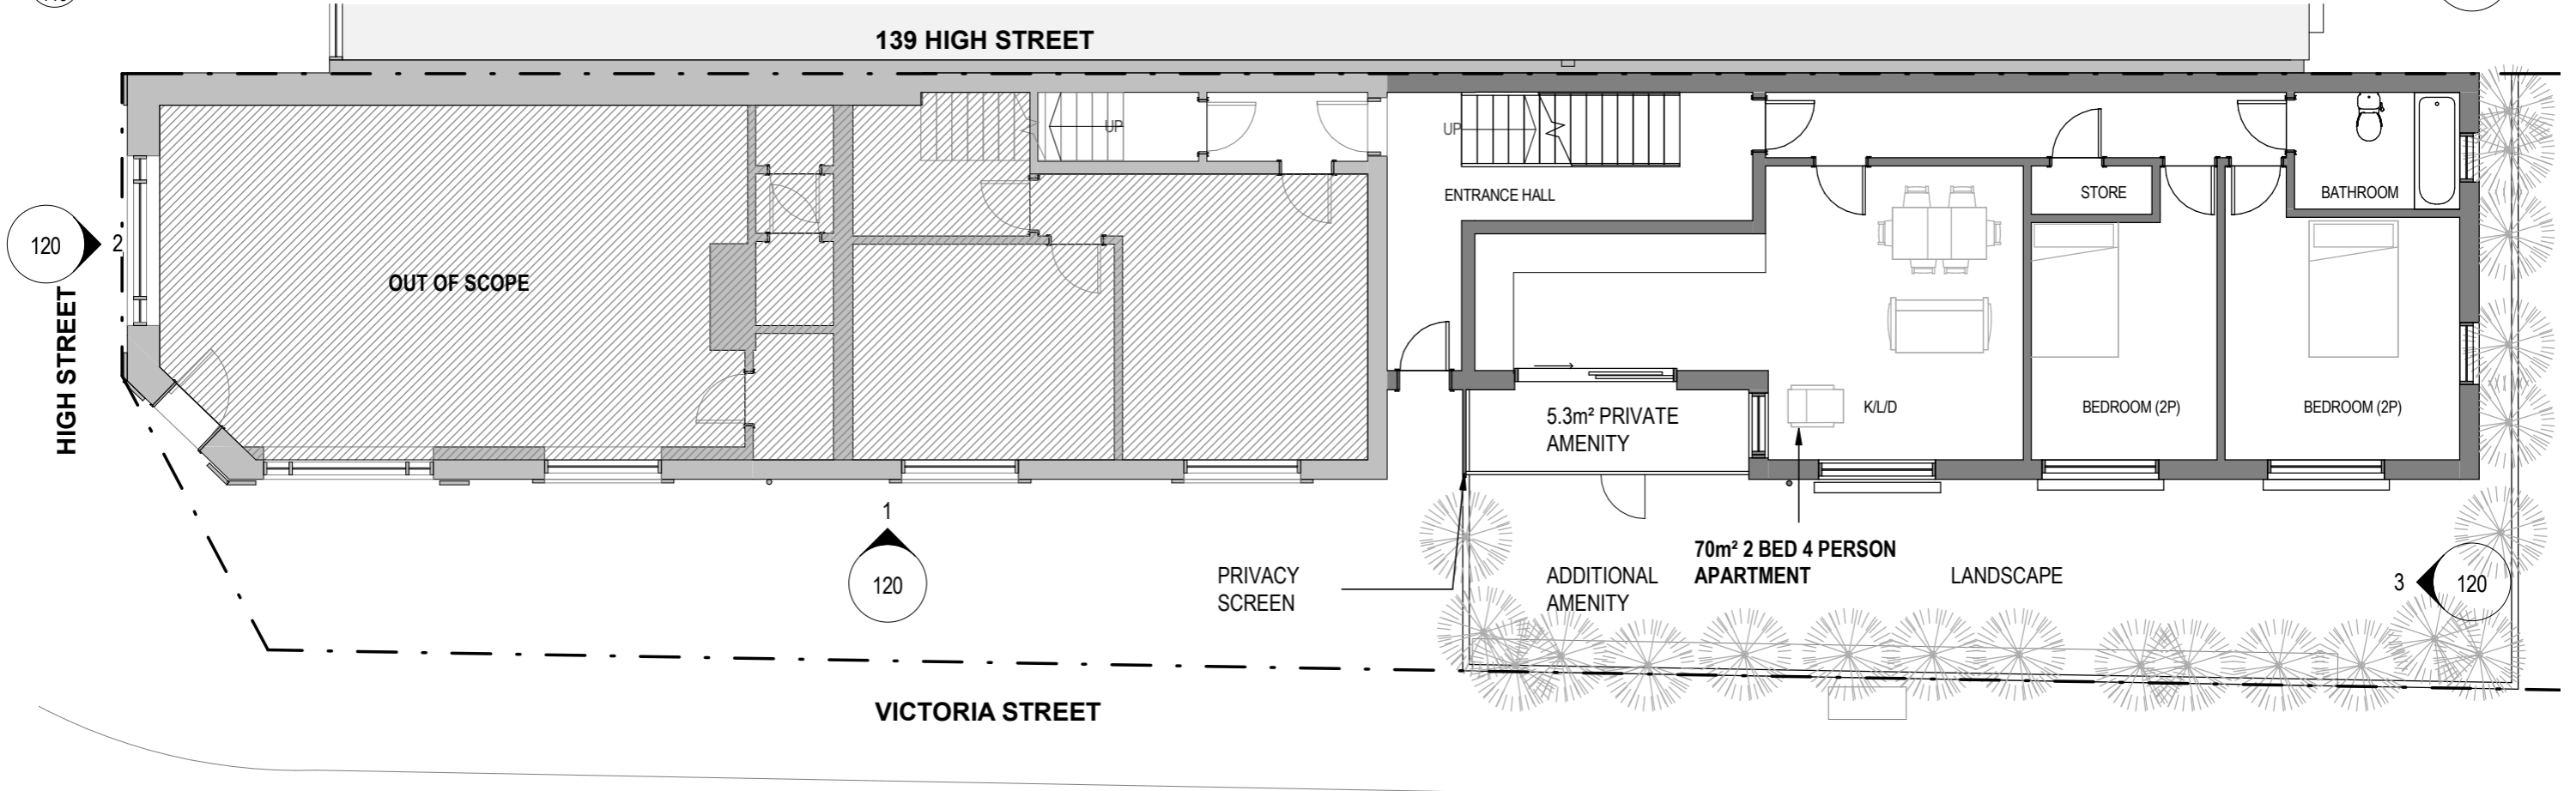 139 HIGH STREET
UP
UP
ENTRANCE HALL
STORE
BATHROOM
120
2
OUT OF SCOPE
HIGH STREET
5.3m² PRIVATE
AMENITY
K/L/D
BEDROOM (2P)
BEDROOM (2P)
1
120
PRIVACY
SCREEN
ADDITIONAL
AMENITY
70m² 2 BED 4 PERSON
APARTMENT
LANDSCAPE
3
120
VICTORIA STREET